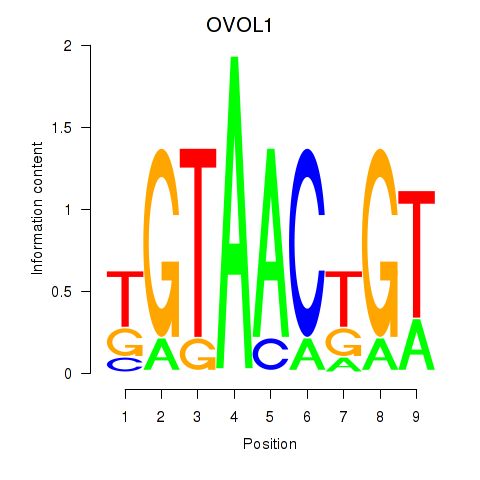 OVOL1
Information content
2
1.5
1
0.5
0
T G T A A C T G T
G A G C A G A A
C A
1 2 3 4 5 6 7 8 9
Position